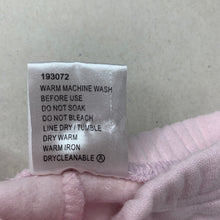 193072
WARM MACHINE WASH
BEFORE USE
DO NOT SOAK
DO NOT BLEACH
LINE DRY / TUMBLE
DRY WARM
WARM IRON
DRYCLEANABLE Ⓐ